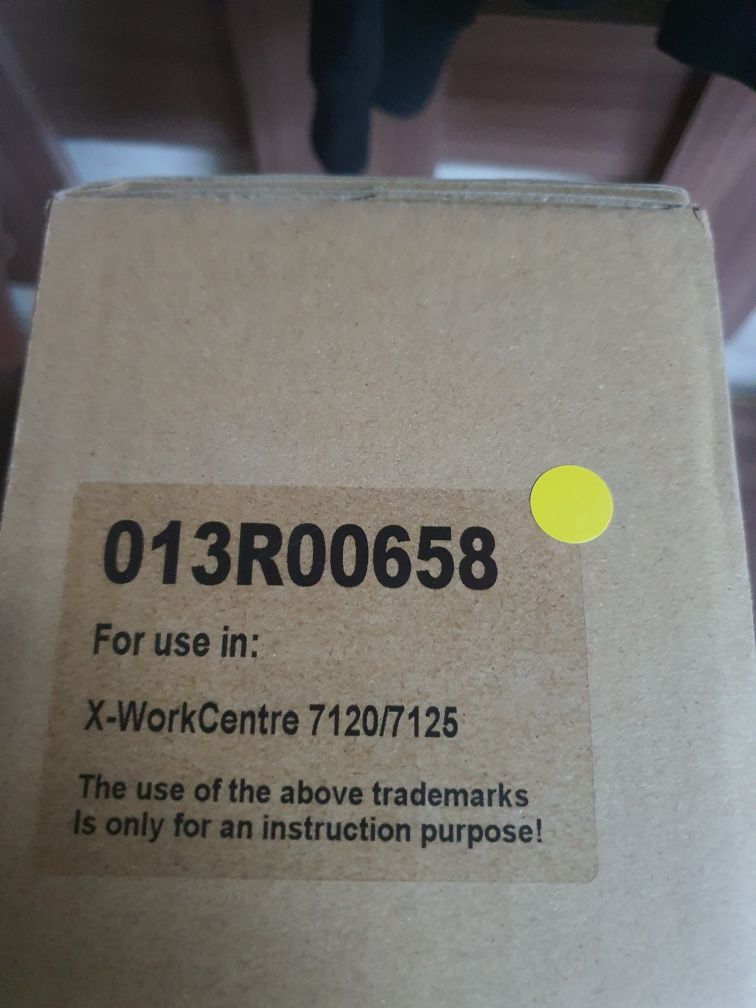 013R00658
For use in:
X-WorkCentre 7120/7125
The use of the above trademarks
Is only for an instruction purpose!